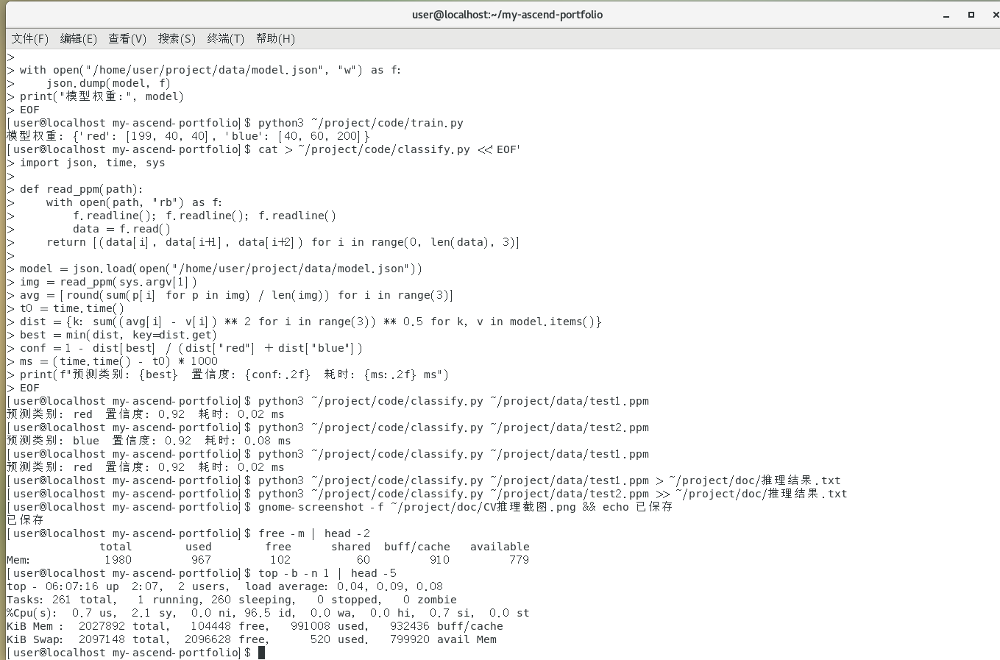 user@localhost:~/my-ascend-portfolio
文件(F) 编辑(E) 查看(V) 搜索(S) 终端(T) 帮助(H)
>
> with open("/home/user/project/data/model.json", "w") as f:
>     json.dump(model, f)
> print("模型权重:", model)
> EOF
[user@localhost my-ascend-portfolio]$ python3 ~/project/code/train.py
模型权重: {'red': [199, 40, 40], 'blue': [40, 60, 200]}
[user@localhost my-ascend-portfolio]$ cat > ~/project/code/classify.py <<'EOF'
> import json, time, sys
>
> def read_ppm(path):
>     with open(path, "rb") as f:
>         f.readline(); f.readline(); f.readline()
>         data = f.read()
>     return [(data[i], data[i+1], data[i+2]) for i in range(0, len(data), 3)]
>
> model = json.load(open("/home/user/project/data/model.json"))
> img = read_ppm(sys.argv[1])
> avg = [round(sum(p[i] for p in img) / len(img)) for i in range(3)]
> t0 = time.time()
> dist = {k: sum((avg[i] - v[i]) ** 2 for i in range(3)) ** 0.5 for k, v in model.items()}
> best = min(dist, key=dist.get)
> conf = 1 - dist[best] / (dist["red"] + dist["blue"])
> ms = (time.time() - t0) * 1000
> print(f"预测类别: {best}  置信度: {conf:.2f}  耗时: {ms:.2f} ms")
> EOF
[user@localhost my-ascend-portfolio]$ python3 ~/project/code/classify.py ~/project/data/test1.ppm
预测类别: red  置信度: 0.92  耗时: 0.02 ms
[user@localhost my-ascend-portfolio]$ python3 ~/project/code/classify.py ~/project/data/test2.ppm
预测类别: blue  置信度: 0.92  耗时: 0.08 ms
[user@localhost my-ascend-portfolio]$ python3 ~/project/code/classify.py ~/project/data/test1.ppm
预测类别: red  置信度: 0.92  耗时: 0.02 ms
[user@localhost my-ascend-portfolio]$ python3 ~/project/code/classify.py ~/project/data/test1.ppm > ~/project/doc/推理结果.txt
[user@localhost my-ascend-portfolio]$ python3 ~/project/code/classify.py ~/project/data/test2.ppm >> ~/project/doc/推理结果.txt
[user@localhost my-ascend-portfolio]$ gnome-screenshot -f ~/project/doc/CV推理截图.png && echo 已保存
已保存
[user@localhost my-ascend-portfolio]$ free -m | head -2
              total        used        free      shared  buff/cache   available
Mem:           1980         967         102          60         910         779
[user@localhost my-ascend-portfolio]$ top -b -n 1 | head -5
top - 06:07:16 up  2:07,  2 users,  load average: 0.04, 0.09, 0.08
Tasks: 261 total,   1 running, 260 sleeping,   0 stopped,   0 zombie
%Cpu(s):  0.7 us,  2.1 sy,  0.0 ni, 96.5 id,  0.0 wa,  0.0 hi,  0.7 si,  0.0 st
KiB Mem :  2027892 total,   104448 free,   991008 used,   932436 buff/cache
KiB Swap:  2097148 total,  2096628 free,      520 used.   799920 avail Mem
[user@localhost my-ascend-portfolio]$